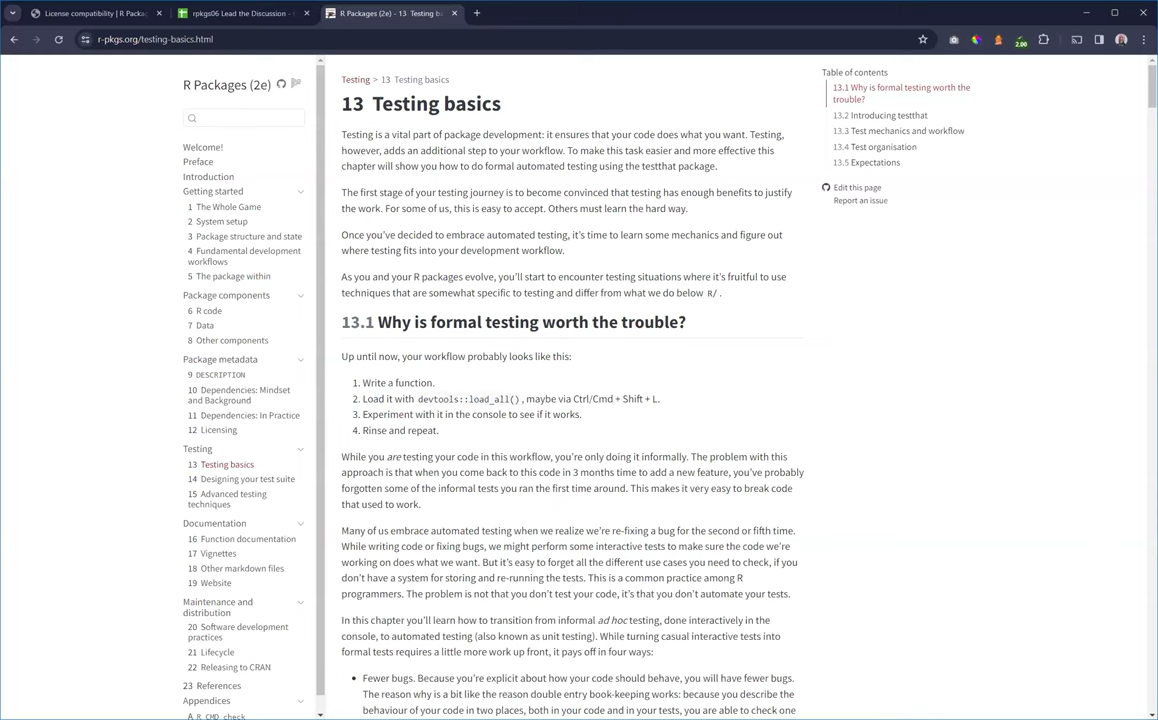 License compatibility | R Packa
rpkgs06 Lead the Discussion -
R Packages (2e) - 13 Testing ba
r-pkgs.org/testing-basics.html
2.00
R Packages (2e)
Welcome!
Preface
Introduction
Getting started
1 The Whole Game
2 System setup
3 Package structure and state
4 Fundamental development
workflows
5 The package within
Package components
6 R code
7 Data
8 Other components
Package metadata
9 DESCRIPTION
10 Dependencies: Mindset
and Background
11 Dependencies: In Practice
12 Licensing
Testing
13 Testing basics
14 Designing your test suite
15 Advanced testing
techniques
Documentation
16 Function documentation
17 Vignettes
18 Other markdown files
19 Website
Maintenance and
distribution
20 Software development
practices
21 Lifecycle
22 Releasing to CRAN
23 References
Appendices
A R CMD check
Testing > 13 Testing basics
13 Testing basics
Testing is a vital part of package development: it ensures that your code does what you want. Testing,
however, adds an additional step to your workflow. To make this task easier and more effective this
chapter will show you how to do formal automated testing using the testthat package.
The first stage of your testing journey is to become convinced that testing has enough benefits to justify
the work. For some of us, this is easy to accept. Others must learn the hard way.
Once you've decided to embrace automated testing, it's time to learn some mechanics and figure out
where testing fits into your development workflow.
As you and your R packages evolve, you'll start to encounter testing situations where it's fruitful to use
techniques that are somewhat specific to testing and differ from what we do below R/ .
13.1 Why is formal testing worth the trouble?
Up until now, your workflow probably looks like this:
1. Write a function.
2. Load it with devtools::load_all() , maybe via Ctrl/Cmd + Shift + L.
3. Experiment with it in the console to see if it works.
4. Rinse and repeat.
While you are testing your code in this workflow, you're only doing it informally. The problem with this
approach is that when you come back to this code in 3 months time to add a new feature, you've probably
forgotten some of the informal tests you ran the first time around. This makes it very easy to break code
that used to work.
Many of us embrace automated testing when we realize we're re-fixing a bug for the second or fifth time.
While writing code or fixing bugs, we might perform some interactive tests to make sure the code we're
working on does what we want. But it's easy to forget all the different use cases you need to check, if you
don't have a system for storing and re-running the tests. This is a common practice among R
programmers. The problem is not that you don't test your code, it's that you don't automate your tests.
In this chapter you'll learn how to transition from informal ad hoc testing, done interactively in the
console, to automated testing (also known as unit testing). While turning casual interactive tests into
formal tests requires a little more work up front, it pays off in four ways:
• Fewer bugs. Because you're explicit about how your code should behave, you will have fewer bugs.
The reason why is a bit like the reason double entry book-keeping works: because you describe the
behaviour of your code in two places, both in your code and in your tests, you are able to check one
Table of contents
13.1 Why is formal testing worth the
trouble?
13.2 Introducing testthat
13.3 Test mechanics and workflow
13.4 Test organisation
13.5 Expectations
Edit this page
Report an issue